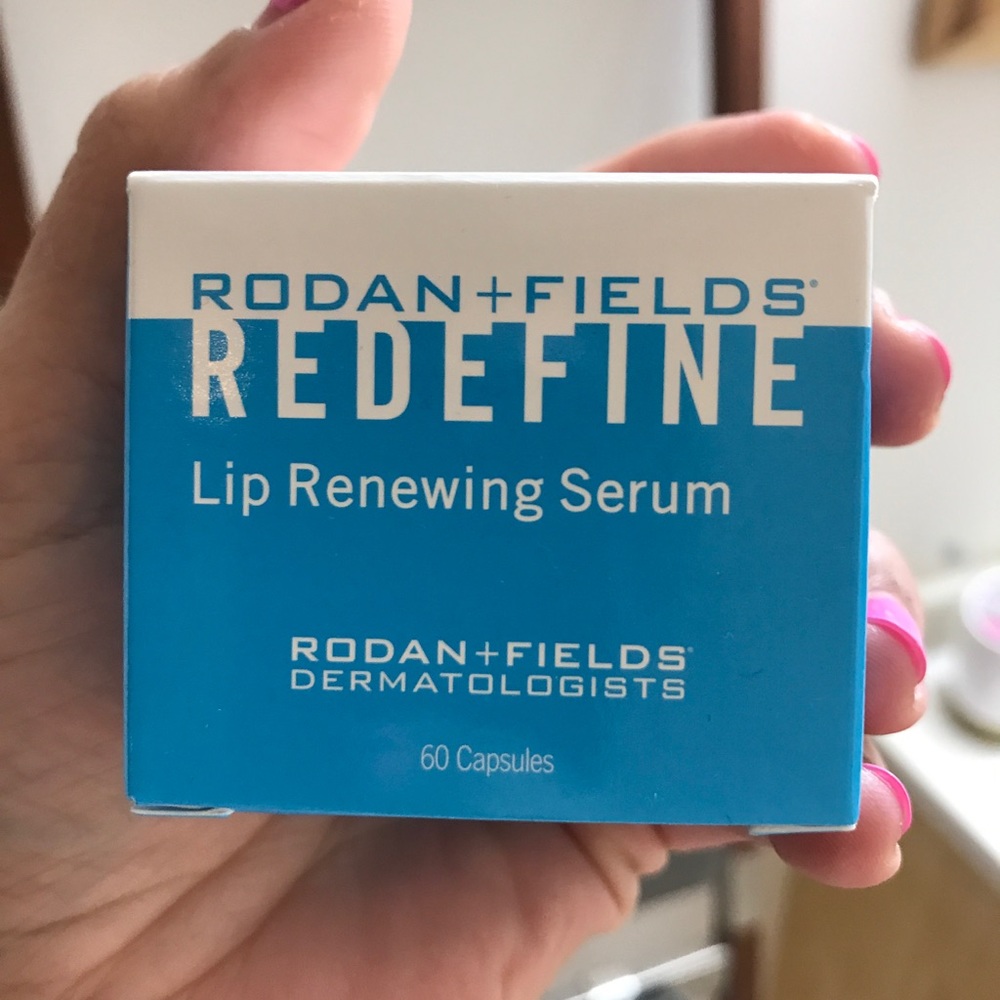 RODAN+FIELDS®
REDEFINE
Lip Renewing Serum
RODAN+FIELDS®
DERMATOLOGISTS
60 Capsules